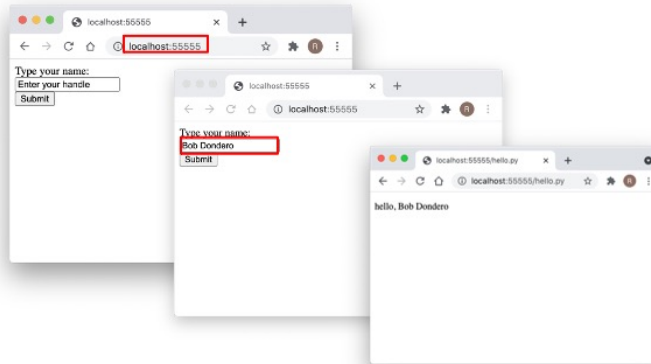 localhost:55555
localhost:55555
Type your name:
Enter your handle
Submit
localhost:55555
localhost:55555
Type your name:
Bob Dondero
Submit
localhost:55555/hello.py
localhost:55555/hello.py
hello, Bob Dondero